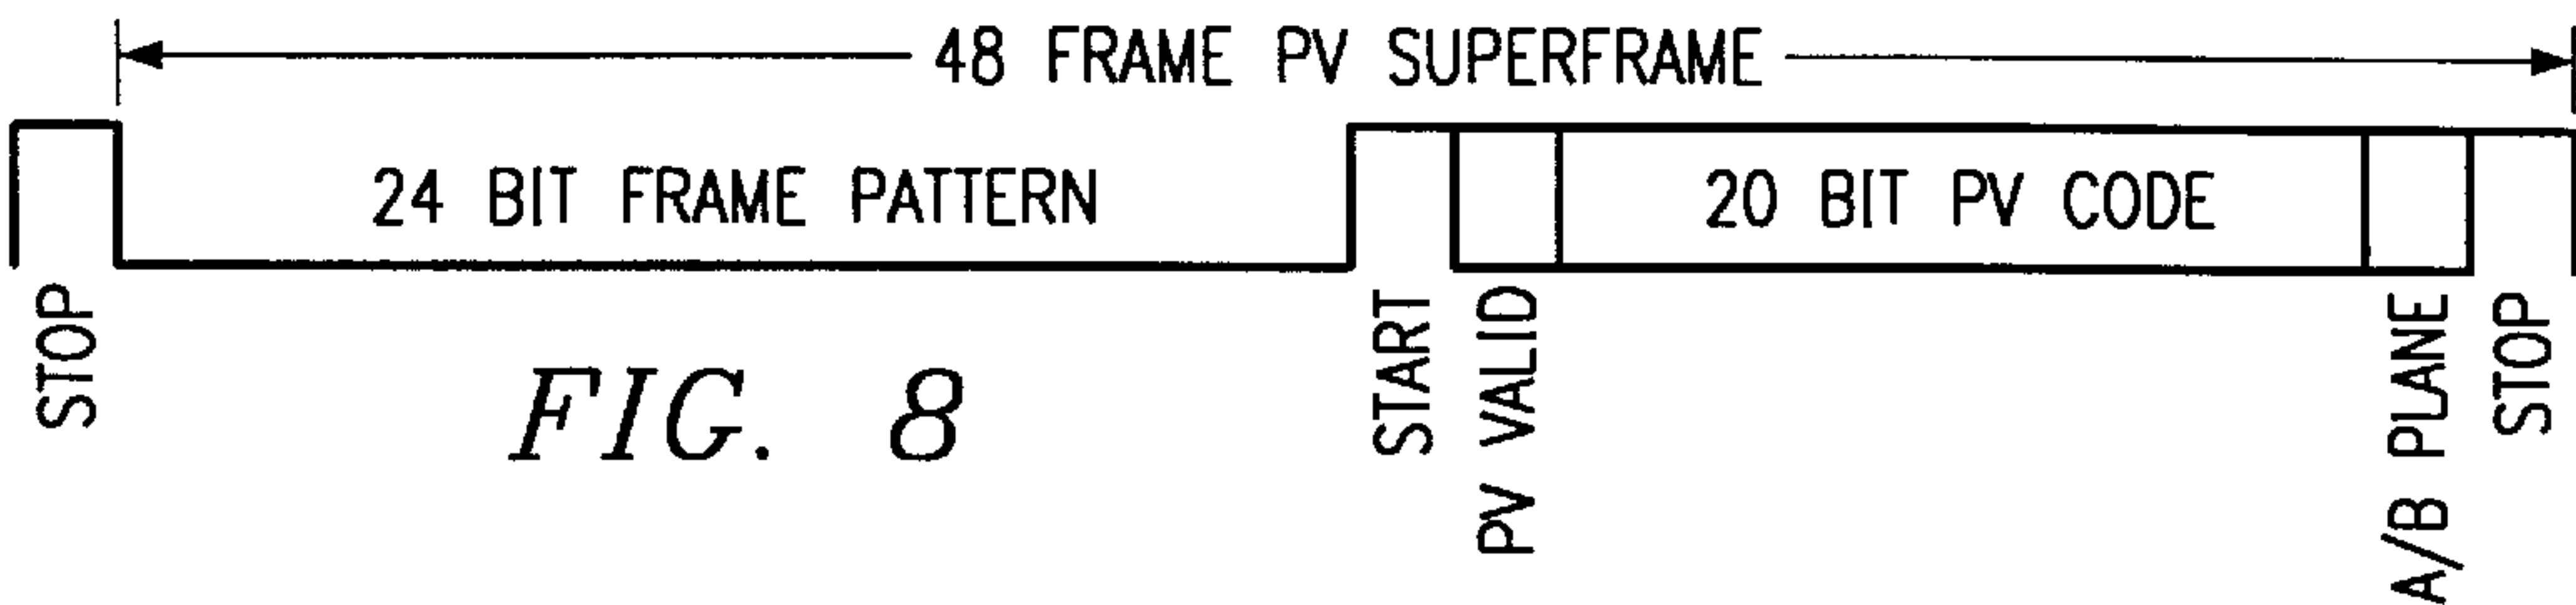 48 FRAME PV SUPERFRAME
24 BIT FRAME PATTERN
20 BIT PV CODE
STOP
START
PV VALID
A/B PLANE
STOP
FIG. 8